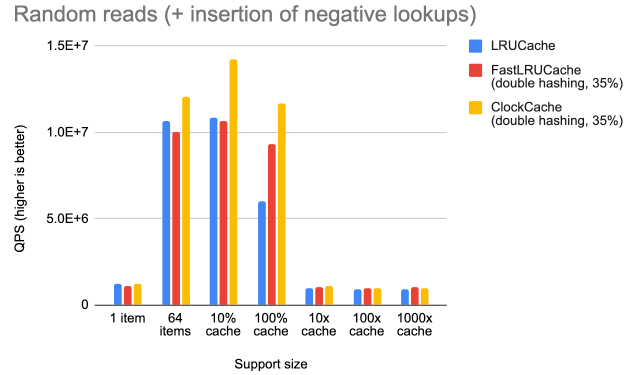 Random reads (+ insertion of negative lookups)
1.5E+7
1.0E+7
5.0E+6
0
QPS (higher is better)
1 item
64
items
10%
cache
100%
cache
10x
cache
100x
cache
1000x
cache
Support size
LRUCache
FastLRUCache
(double hashing, 35%)
ClockCache
(double hashing, 35%)